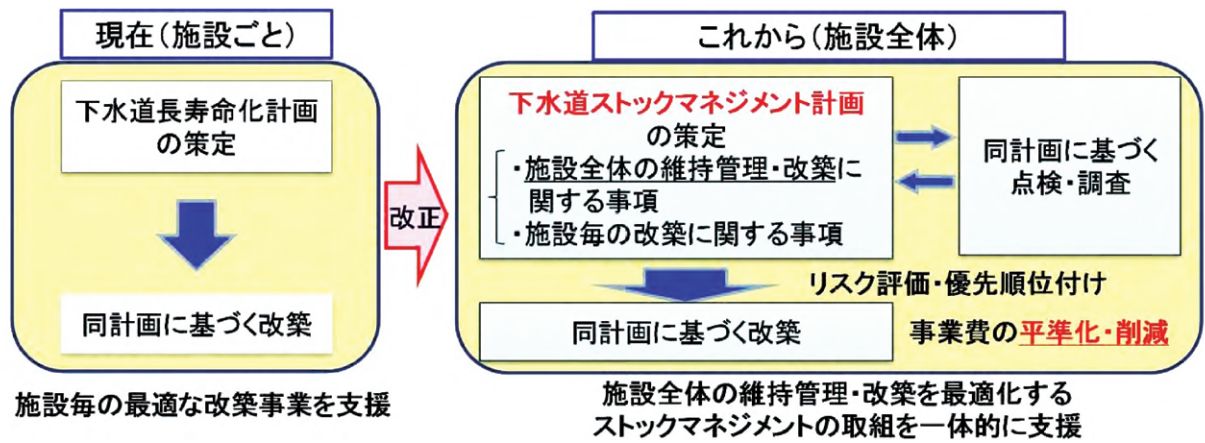 現在(施設ごと)
下水道長寿命化計画
の策定
同計画に基づく改築
施設毎の最適な改築事業を支援
改正
これから(施設全体)
下水道ストックマネジメント計画
の策定
・施設全体の維持管理・改築に
関する事項
・施設毎の改築に関する事項
同計画に基づく
点検・調査
リスク評価・優先順位付け
同計画に基づく改築
事業費の平準化・削減
施設全体の維持管理・改築を最適化する
ストックマネジメントの取組を一体的に支援